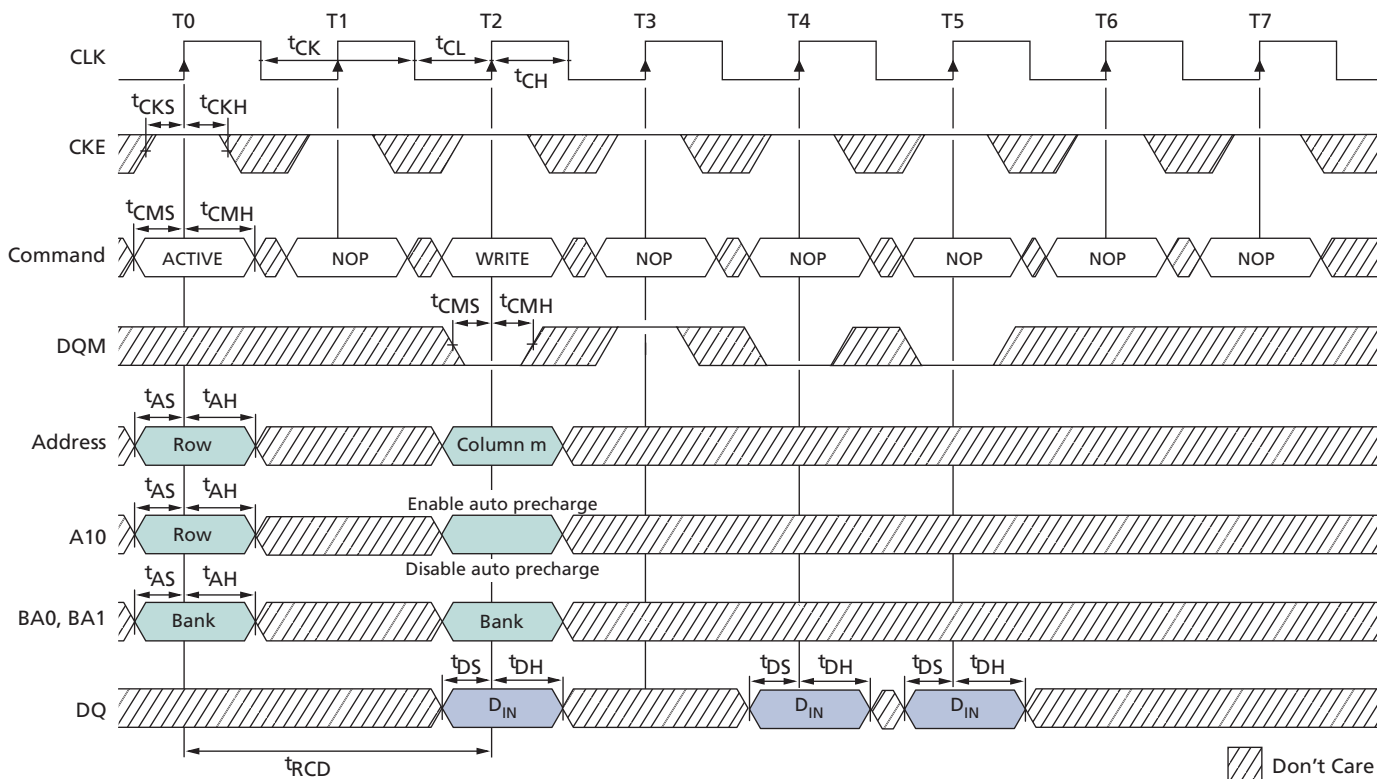 T0 T1 T2 T3 T4 T5 T6 T7
CLK tCK tCL tCH
tCKS tCKH
CKE
tCMS tCMH
Command ACTIVE NOP WRITE NOP NOP NOP NOP NOP
tCMS tCMH
DQM
tAS tAH
Address Row Column m
tAS tAH Enable auto precharge
A10 Row
tAS tAH Disable auto precharge
BA0, BA1 Bank Bank
tDS tDH tDS tDH tDS tDH
DQ DIN DIN DIN
tRCD
Don't Care